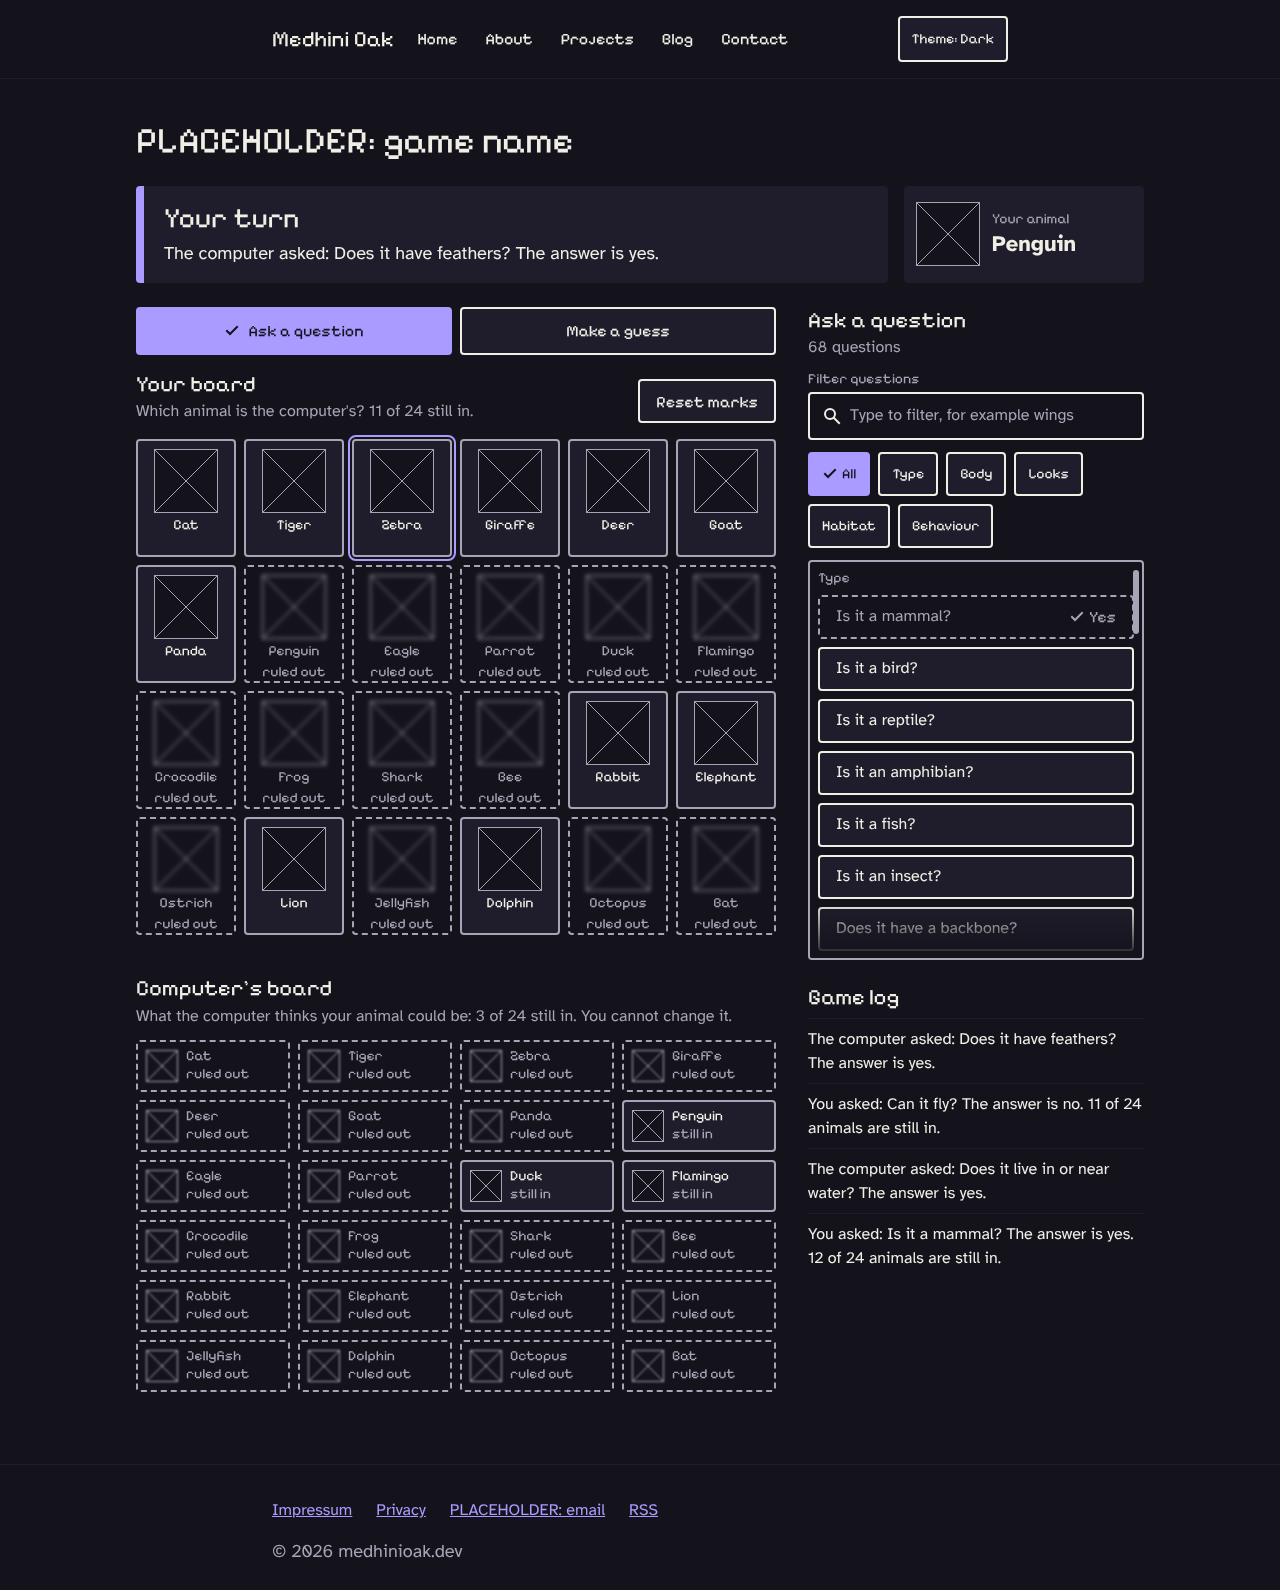 Medhini Oak Home About Projects Blog Contact Theme: Dark
PLACEHOLDER: game name
Your turn
The computer asked: Does it have feathers? The answer is yes.
Your animal
Penguin
Ask a question Make a guess
Your board
Which animal is the computer's? 11 of 24 still in.
Reset marks
Cat Tiger Zebra Giraffe Deer Goat
Panda Penguin Eagle Parrot Duck Flamingo
ruled out ruled out ruled out ruled out ruled out
Crocodile Frog Shark Bee Rabbit Elephant
ruled out ruled out ruled out ruled out
Ostrich Lion Jellyfish Dolphin Octopus Bat
ruled out ruled out ruled out ruled out
Ask a question
68 questions
Filter questions
Type to filter, for example wings
All Type Body Looks
Habitat Behaviour
Type
Is it a mammal? Yes
Is it a bird?
Is it a reptile?
Is it an amphibian?
Is it a fish?
Is it an insect?
Does it have a backbone?
Computer's board
What the computer thinks your animal could be: 3 of 24 still in. You cannot change it.
Cat Tiger Zebra Giraffe
ruled out ruled out ruled out ruled out
Deer Goat Panda Penguin
ruled out ruled out ruled out still in
Eagle Parrot Duck Flamingo
ruled out ruled out still in still in
Crocodile Frog Shark Bee
ruled out ruled out ruled out ruled out
Rabbit Elephant Ostrich Lion
ruled out ruled out ruled out ruled out
Jellyfish Dolphin Octopus Bat
ruled out ruled out ruled out ruled out
Game log
The computer asked: Does it have feathers?
The answer is yes.
You asked: Can it fly? The answer is no. 11 of 24
animals are still in.
The computer asked: Does it live in or near
water? The answer is yes.
You asked: Is it a mammal? The answer is yes.
12 of 24 animals are still in.
Impressum Privacy PLACEHOLDER: email RSS
© 2026 medhinioak.dev